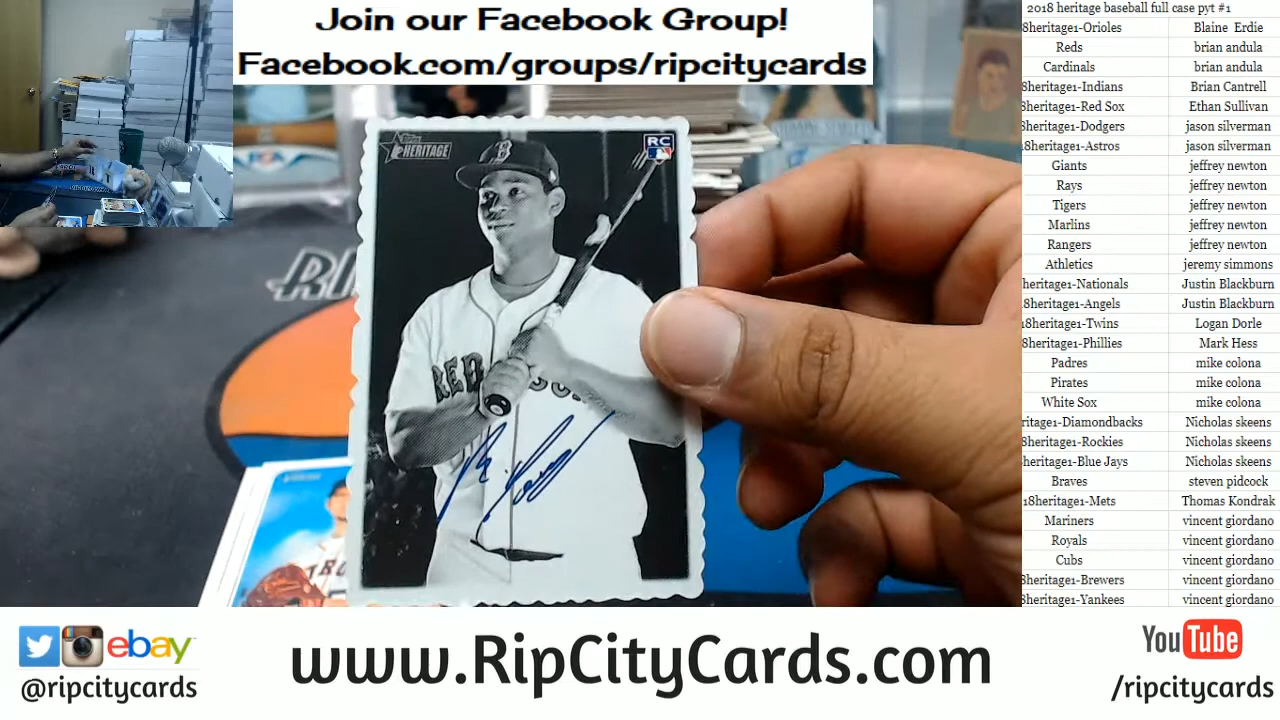 Join our Facebook Group!
Facebook.com/groups/ripcitycards
2018 heritage baseball full case pyt #1
8heritage1-Orioles Blaine Erdie
Reds brian andula
Cardinals brian andula
heritage1-Indians Brian Cantrell
8heritage1-Red Sox Ethan Sullivan
8heritage1-Dodgers jason silverman
8heritage1-Astros jason silverman
Giants jeffrey newton
Rays jeffrey newton
Tigers jeffrey newton
Marlins jeffrey newton
Rangers jeffrey newton
Athletics jeremy simmons
heritage1-Nationals Justin Blackburn
8heritage1-Angels Justin Blackburn
8heritage1-Twins Logan Dorle
8heritage1-Phillies Mark Hess
Padres mike colona
Pirates mike colona
White Sox mike colona
ritage1-Diamondbacks Nicholas skeens
8heritage1-Rockies Nicholas skeens
heritage1-Blue Jays Nicholas skeens
Braves steven pidcock
18heritage1-Mets Thomas Kondrak
Mariners vincent giordano
Royals vincent giordano
Cubs vincent giordano
8heritage1-Brewers vincent giordano
8heritage1-Yankees vincent giordano
Topps
HERITAGE
RC
B
RED SOX
RI
ebay
@ripcitycards
www.RipCityCards.com
YouTube
/ripcitycards